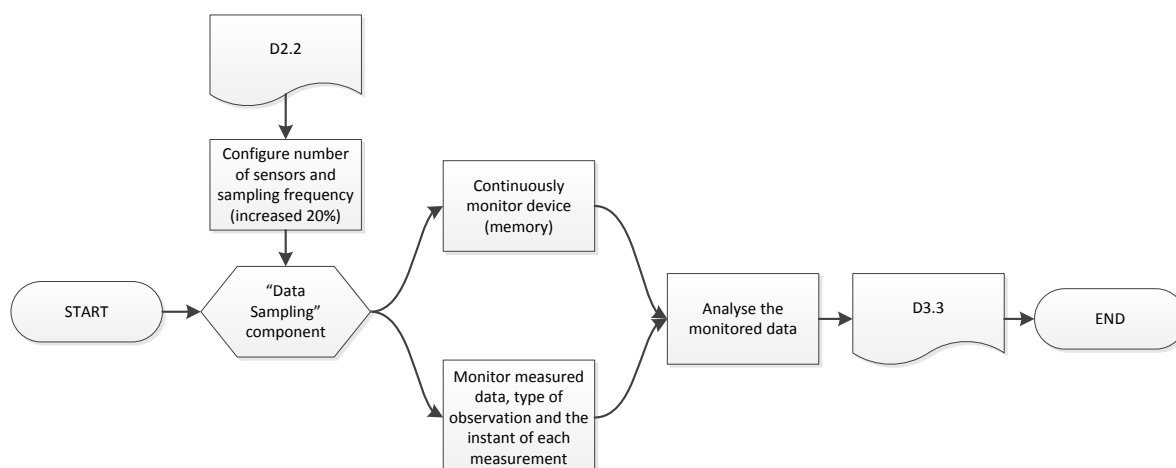 D2.2
Configure number
of sensors and
sampling frequency
(increased 20%)
Continuously
monitor device
(memory)
START
“Data
Sampling”
component
Analyse the
monitored data
D3.3
END
Monitor measured
data, type of
observation and the
instant of each
measurement